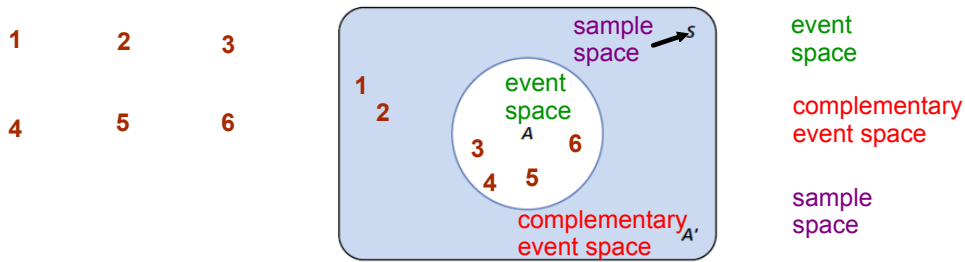 1 2 3
4 5 6
sample
space
S
1
2
event
space
A
3 6
4 5
complementary
event space
A'
event
space
complementary
event space
sample
space